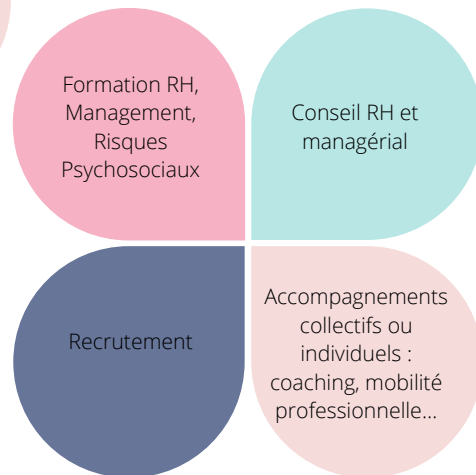 Formation RH,
Management,
Risques
Psychosociaux
Conseil RH et
managérial
Recrutement
Accompagnements
collectifs ou
individuels :
coaching, mobilité
professionnelle...